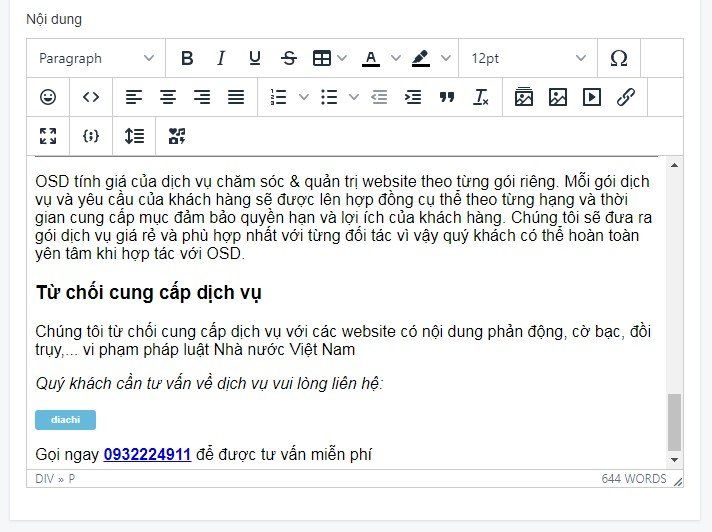 Nội dung
Paragraph
12pt
OSD tính giá của dịch vụ chăm sóc & quản trị website theo từng gói riêng. Mỗi gói dịch
vụ và yêu cầu của khách hàng sẽ được lên hợp đồng cụ thể theo từng hạng và thời
gian cung cấp mục đảm bảo quyền hạn và lợi ích của khách hàng. Chúng tôi sẽ đưa ra
gói dịch vụ giá rẻ và phù hợp nhất với từng đối tác vì vậy quý khách có thể hoàn toàn
yên tâm khi hợp tác với OSD.
Từ chối cung cấp dịch vụ
Chúng tôi từ chối cung cấp dịch vụ với các website có nội dung phản động, cờ bạc, đồi
trụy,... vi phạm pháp luật Nhà nước Việt Nam
Quý khách cần tư vấn về dịch vụ vui lòng liên hệ:
diachi
Gọi ngay 0932224911 để được tư vấn miễn phí
DIV » P
644 WORDS